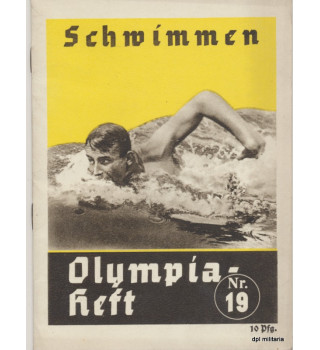 Schwimmen
Olympia-
Heft
Nr.
19
10 Pfg.
dpl militaria